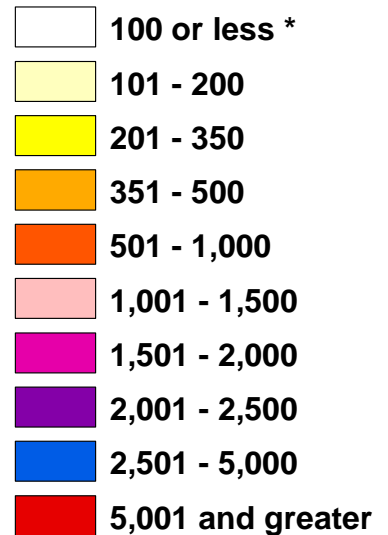 100 or less *
101 - 200
201 - 350
351 - 500
501 - 1,000
1,001 - 1,500
1,501 - 2,000
2,001 - 2,500
2,501 - 5,000
5,001 and greater